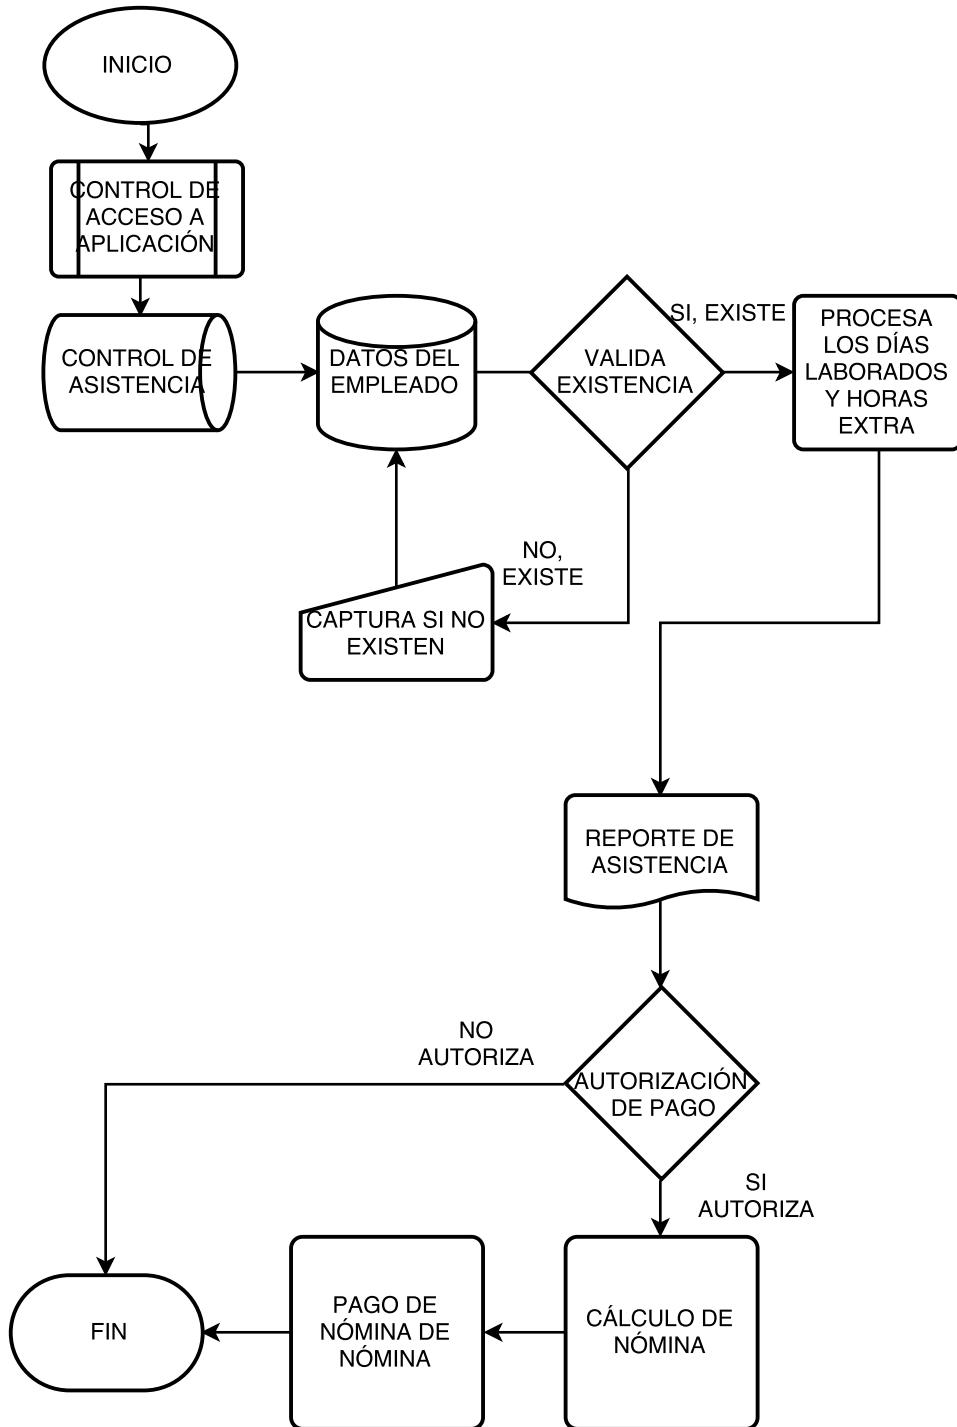 INICIO
CONTROL DE
ACCESO A
APLICACIÓN
CONTROL DE
ASISTENCIA
DATOS DEL
EMPLEADO
VALIDA
EXISTENCIA
SI, EXISTE
PROCESA
LOS DÍAS
LABORADOS
Y HORAS
EXTRA
NO,
EXISTE
CAPTURA SI NO
EXISTEN
REPORTE DE
ASISTENCIA
AUTORIZACIÓN
DE PAGO
NO
AUTORIZA
SI
AUTORIZA
CÁLCULO DE
NÓMINA
PAGO DE
NÓMINA DE
NÓMINA
FIN